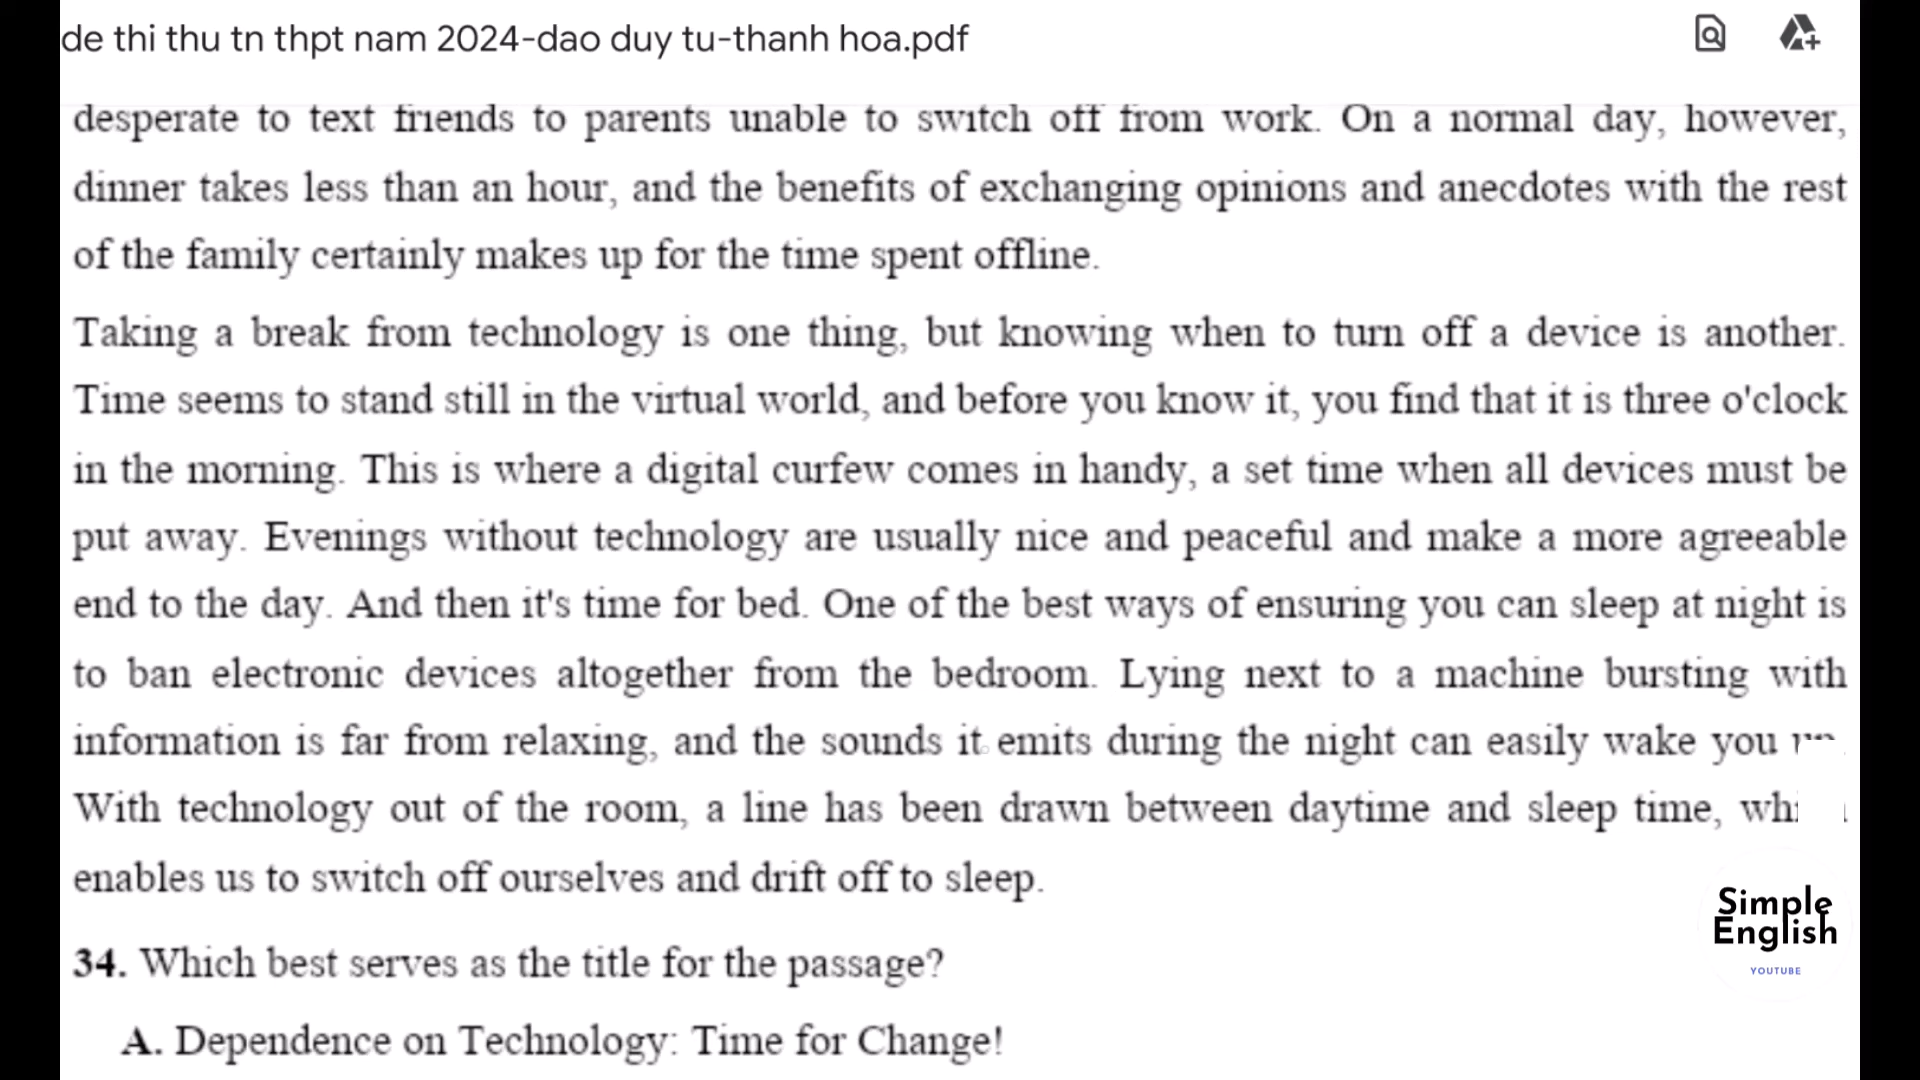 de thi thu tn thpt nam 2024-dao duy tu-thanh hoa.pdf
desperate to text friends to parents unable to switch off from work. On a normal day, however,
dinner takes less than an hour, and the benefits of exchanging opinions and anecdotes with the rest
of the family certainly makes up for the time spent offline.
Taking a break from technology is one thing, but knowing when to turn off a device is another.
Time seems to stand still in the virtual world, and before you know it, you find that it is three o'clock
in the morning. This is where a digital curfew comes in handy, a set time when all devices must be
put away. Evenings without technology are usually nice and peaceful and make a more agreeable
end to the day. And then it's time for bed. One of the best ways of ensuring you can sleep at night is
to ban electronic devices altogether from the bedroom. Lying next to a machine bursting with
information is far from relaxing, and the sounds it emits during the night can easily wake you
With technology out of the room, a line has been drawn between daytime and sleep time,
enables us to switch off ourselves and drift off to sleep.
34. Which best serves as the title for the passage?
A. Dependence on Technology: Time for Change!
Simple
English
YOUTUBE